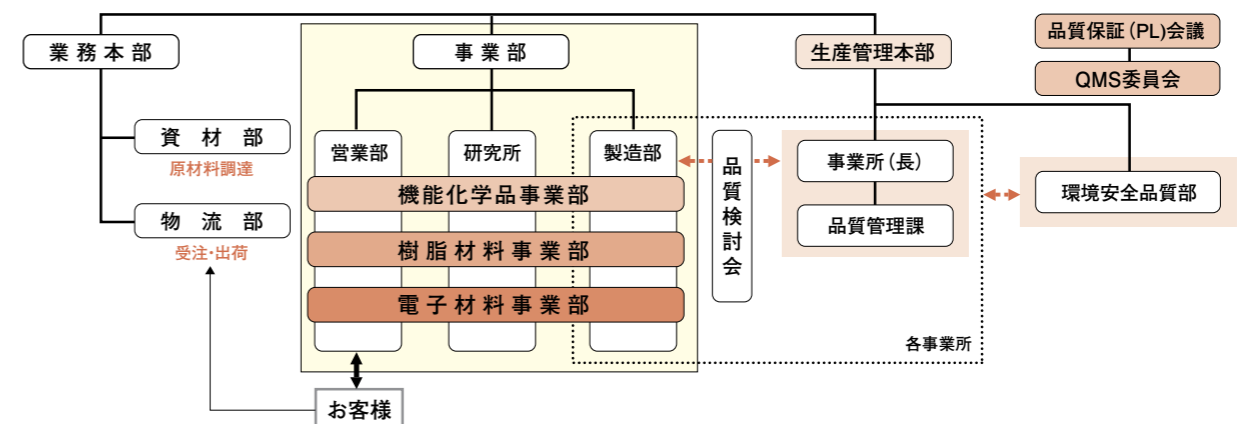 業務本部
事業部
生産管理本部
品質保証(PL)会議
QMS委員会
資材部
原材料調達
物流部
受注・出荷
営業部
研究所
製造部
機能化学品事業部
樹脂材料事業部
電子材料事業部
品質検討会
事業所(長)
品質管理課
環境安全品質部
各事業所
お客様